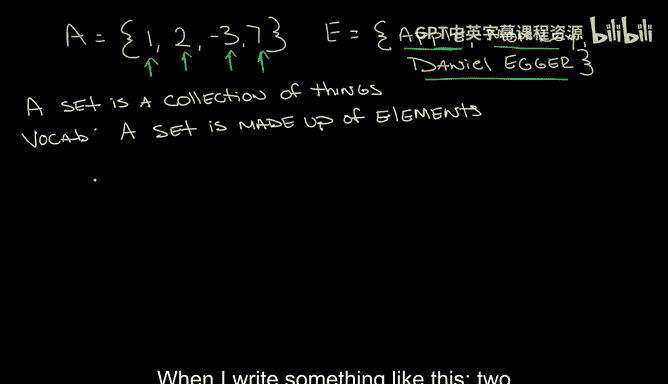 A = {1, 2, -3, 7} E = {
GPT中英字幕课程资源 bilibili
DANIEL EGGER}
A SET IS A COLLECTION OF THINGS
VOCAB: A SET IS MADE UP OF ELEMENTS
When I write something like this; two